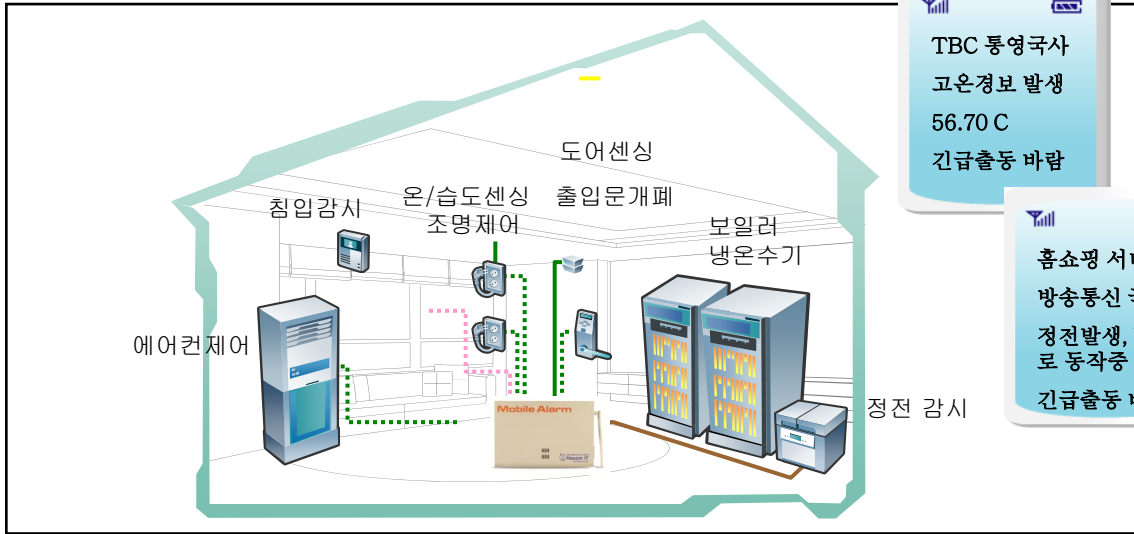 TBC 통영국사
고온경보 발생
56.70 C
긴급출동 바람
홈쇼핑
방송통신
정전발생,
로 동작중
긴급출동
도어센싱
침입감시
온/습도센싱
조명제어
출입문개폐
보일러
냉온수기
에어컨제어
Mobile Alarm
정전 감시